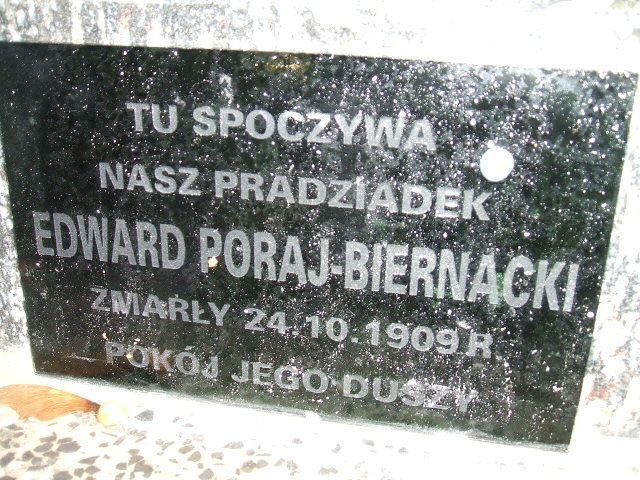 TU SPOCZYWA
NASZ PRADZIADEK
EDWARD PORAJ-BIERNACKI
ZMARŁY 24.10.1909 R
POKÓJ JEGO DUSZY